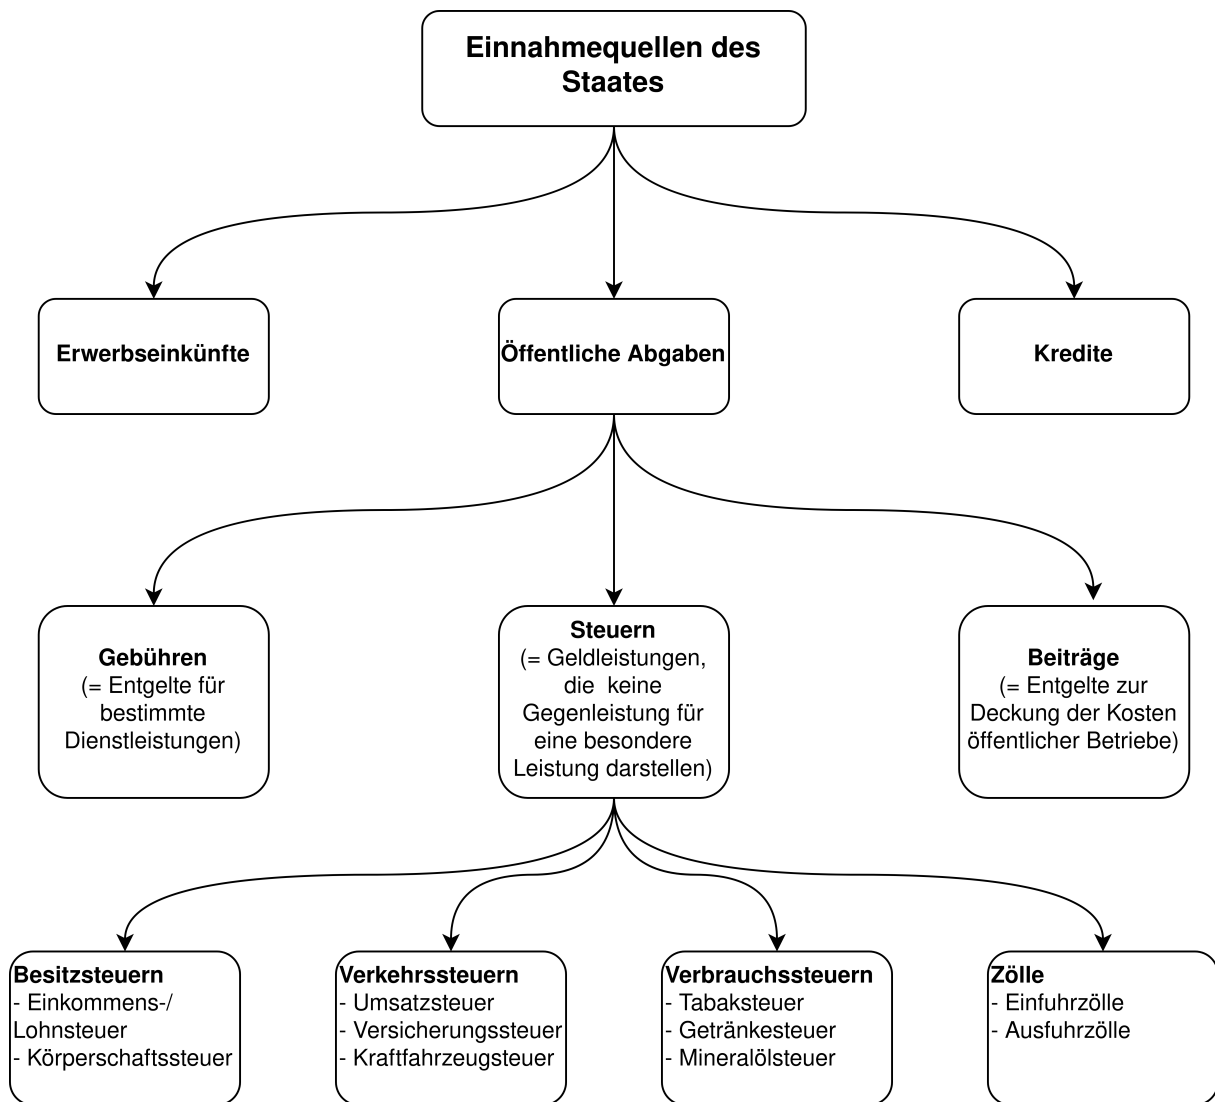 Einnahmequellen des
Staates
Erwerbseinkünfte
Öffentliche Abgaben
Kredite
Gebühren
(= Entgelte für
bestimmte
Dienstleistungen)
Steuern
(= Geldleistungen,
die keine
Gegenleistung für
eine besondere
Leistung darstellen)
Beiträge
(= Entgelte zur
Deckung der Kosten
öffentlicher Betriebe)
Besitzsteuern
- Einkommens-/
Lohnsteuer
- Körperschaftssteuer
Verkehrssteuern
- Umsatzsteuer
- Versicherungssteuer
- Kraftfahrzeugsteuer
Verbrauchssteuern
- Tabaksteuer
- Getränkesteuer
- Mineralölsteuer
Zölle
- Einfuhrzölle
- Ausfuhrzölle